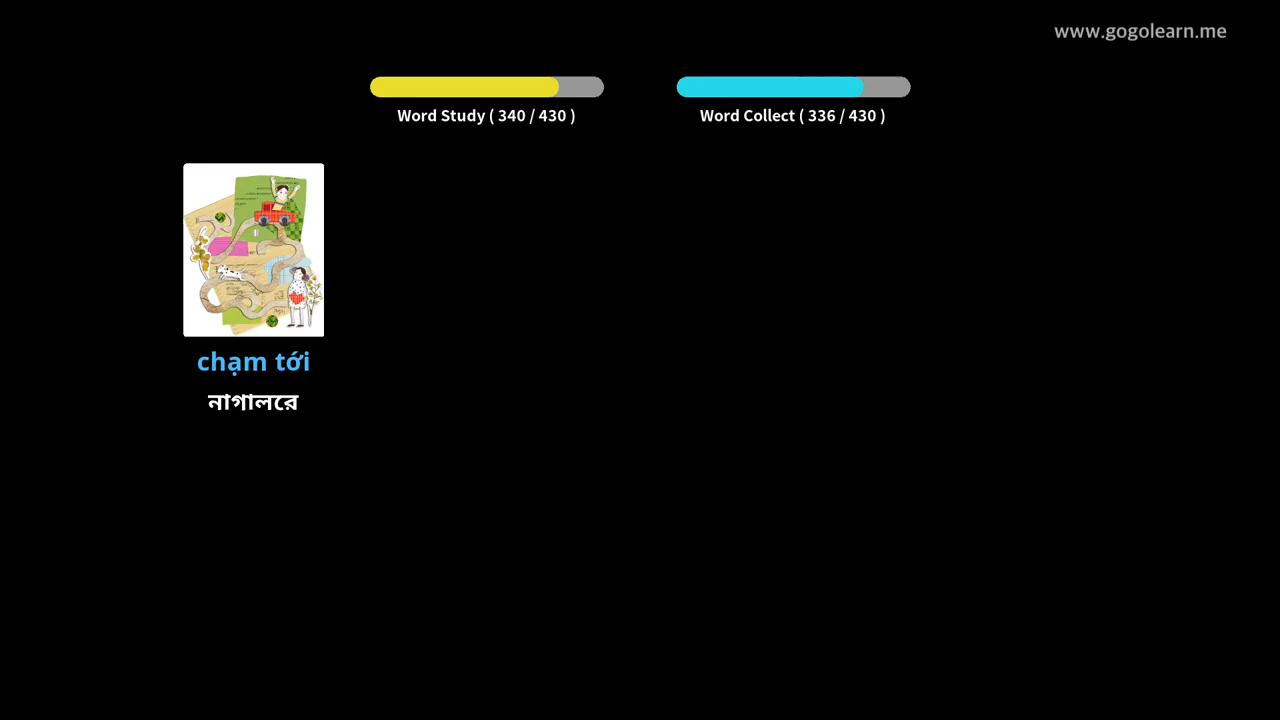 www.gogolearn.me
Word Study ( 340 / 430 )
Word Collect ( 336 / 430 )
chạm tới
নাগালরে